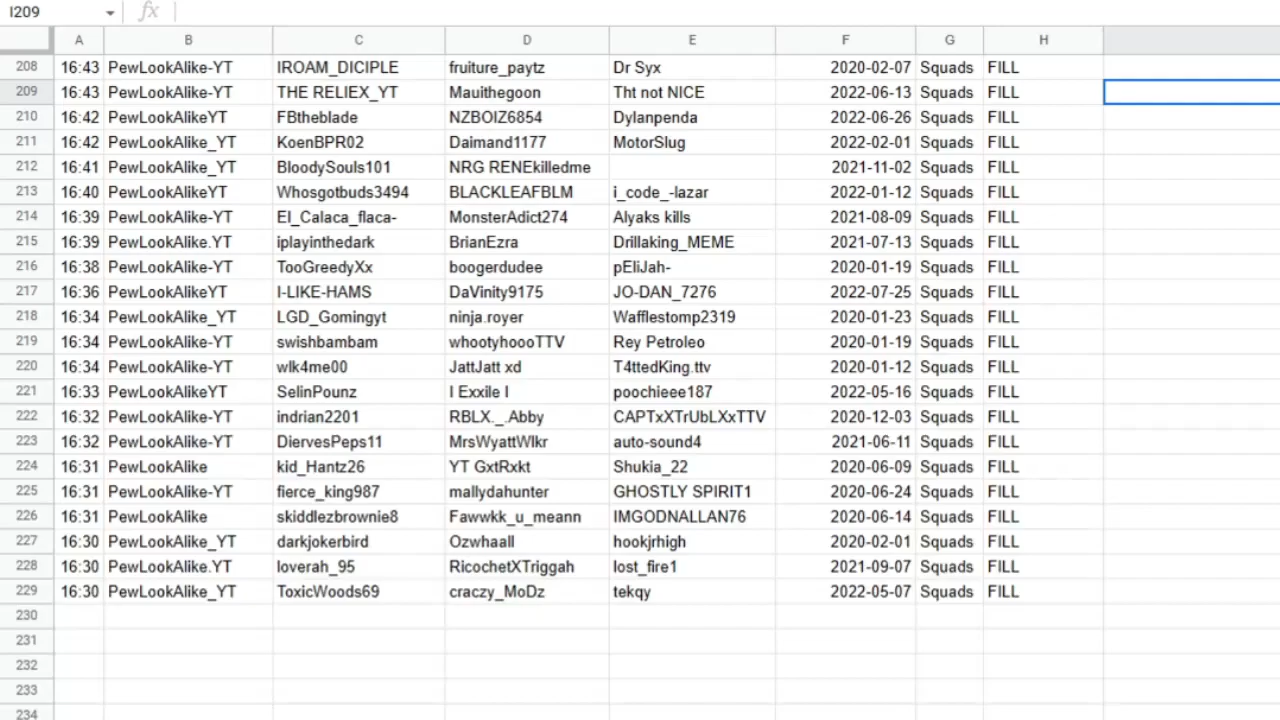 I209 fx
A B C D E F G H
208 16:43 PewLookAlike-YT IROAM_DICIPLE fruiture_paytz Dr Syx 2020-02-07 Squads FILL
209 16:43 PewLookAlike-YT THE RELIEX_YT Mauithegoon Tht not NICE 2022-06-13 Squads FILL
210 16:42 PewLookAlike-YT FBtheblade NZBOIZ6854 Dylanpenda 2022-06-26 Squads FILL
211 16:42 PewLookAlike_YT KoenBPR02 Daimand1177 MotorSlug 2022-02-01 Squads FILL
212 16:41 PewLookAlike_YT BloodySouls101 NRG RENEkilledme 2021-11-02 Squads FILL
213 16:40 PewLookAlikeYT Whosgotbuds3494 BLACKLEAFBLM i_code_-lazar 2022-01-12 Squads FILL
214 16:39 PewLookAlike-YT El_Calaca_flaca- MonsterAdict274 Alyaks kills 2021-08-09 Squads FILL
215 16:39 PewLookAlike.YT iplayinthedark BrianEzra Drillaking_MEME 2021-07-13 Squads FILL
216 16:38 PewLookAlike-YT TooGreedyXx boogerdudee pEliJah- 2020-01-19 Squads FILL
217 16:36 PewLookAlikeYT I-LIKE-HAMS DaVinity9175 JO-DAN_7276 2022-07-25 Squads FILL
218 16:34 PewLookAlike_YT LGD_Gomingyt ninja.royer Wafflestomp2319 2020-01-23 Squads FILL
219 16:34 PewLookAlike-YT swishbambam whootyhoooTTV Rey Petroleo 2020-01-19 Squads FILL
220 16:34 PewLookAlike-YT wlk4me00 JattJatt xd T4ttedKing.ttv 2020-01-12 Squads FILL
221 16:33 PewLookAlikeYT SelinPounz I Exxile I poochieee187 2022-05-16 Squads FILL
222 16:32 PewLookAlike-YT indrian2201 RBLX._.Abby CAPTxXTrUbLXxTTV 2020-12-03 Squads FILL
223 16:32 PewLookAlike-YT DiervesPeps11 MrsWyattWlkr auto-sound4 2021-06-11 Squads FILL
224 16:31 PewLookAlike kid_Hantz26 YT GxtRxkt Shukia_22 2020-06-09 Squads FILL
225 16:31 PewLookAlike-YT fierce_king987 mallydahunter GHOSTLY SPIRIT1 2020-06-24 Squads FILL
226 16:31 PewLookAlike skiddlezbrownie8 Fawwkk_u_meann IMGODNALLAN76 2020-06-14 Squads FILL
227 16:30 PewLookAlike_YT darkjokerbird Ozwhaall hookjrhigh 2020-02-01 Squads FILL
228 16:30 PewLookAlike.YT loverah_95 RicochetXTriggah lost_fire1 2021-09-07 Squads FILL
229 16:30 PewLookAlike_YT ToxicWoods69 craczy_MoDz tekqy 2022-05-07 Squads FILL
230
231
232
233
234